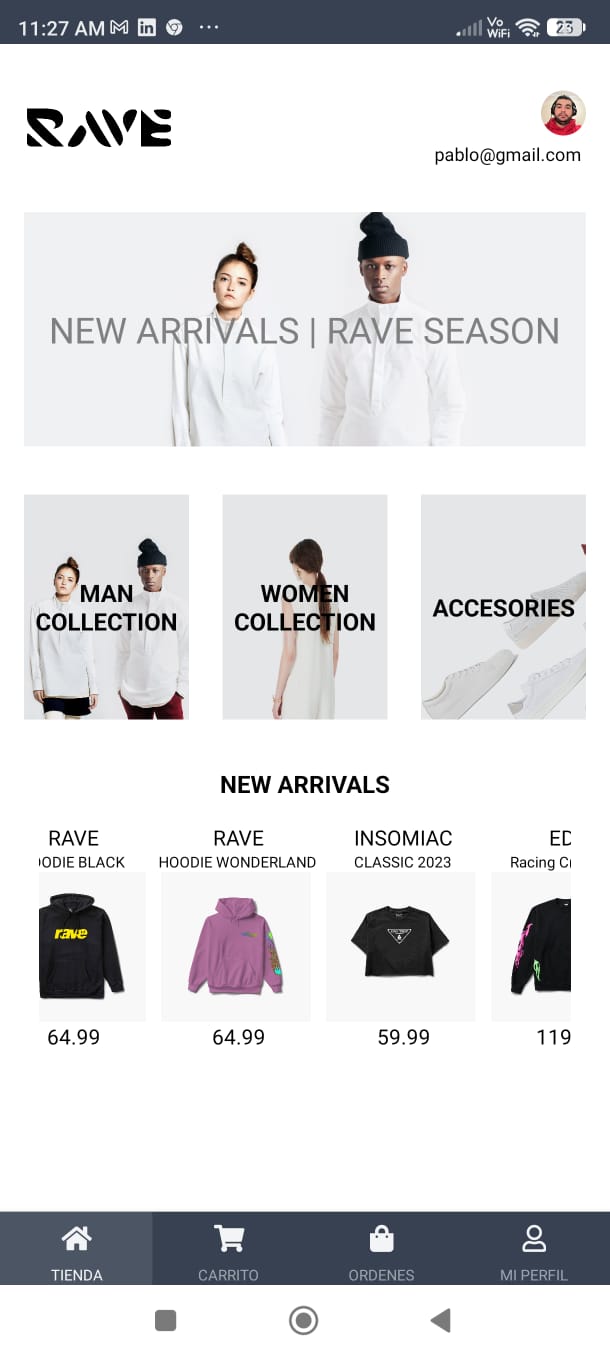 11:27 AM
Vo
WiFi
23
RAVE
pablo@gmail.com
NEW ARRIVALS | RAVE SEASON
MAN
COLLECTION
WOMEN
COLLECTION
ACCESORIES
NEW ARRIVALS
RAVE
RAVE
INSOMIAC
ED
OODIE BLACK
HOODIE WONDERLAND
CLASSIC 2023
Racing Cr
rave
64.99
64.99
59.99
119
TIENDA
CARRITO
ORDENES
MI PERFIL